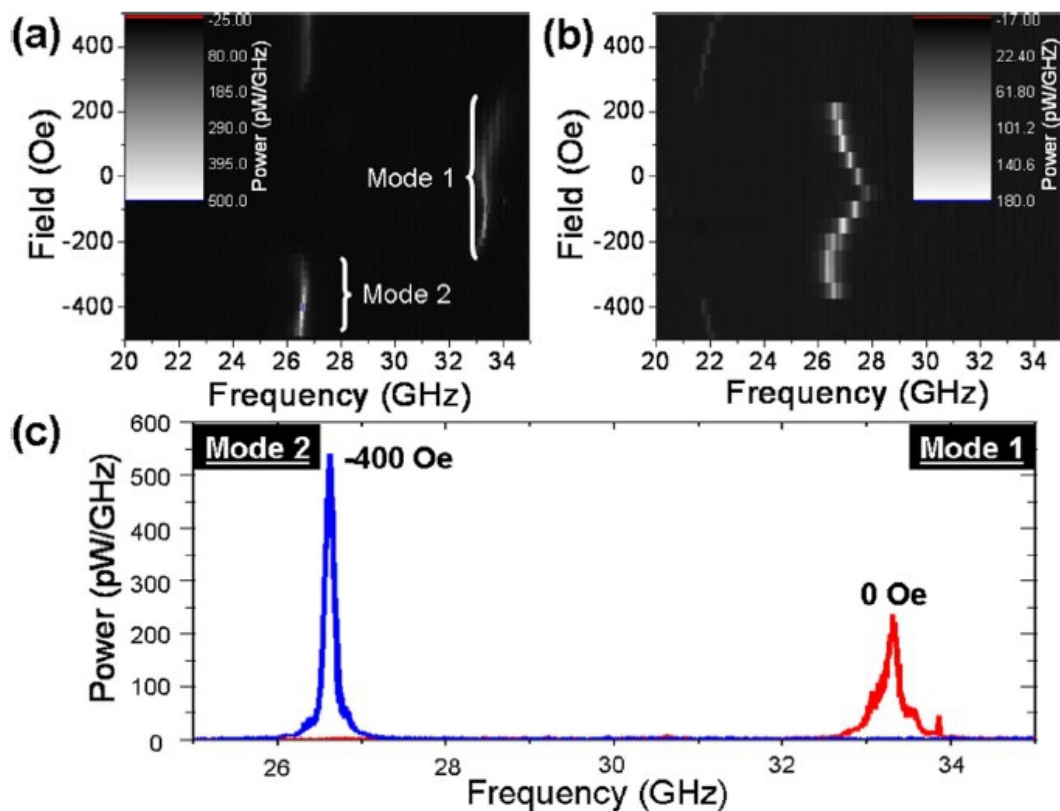 (a)
-25.00
80.00
185.0
290.0
395.0
500.0
Power (pW/GHz)
400
200
0
-200
-400
Field (Oe)
Mode 1
Mode 2
20 22 24 26 28 30 32 34
Frequency (GHz)
(b)
-17.00
22.40
61.80
101.2
140.6
180.0
Power (pW/GHZ)
400
200
0
-200
-400
Field (Oe)
20 22 24 26 28 30 32 34
Frequency (GHz)
(c)
600
500
400
300
200
100
0
Power (pW/GHz)
Mode 2
-400 Oe
Mode 1
0 Oe
26 28 30 32 34
Frequency (GHz)